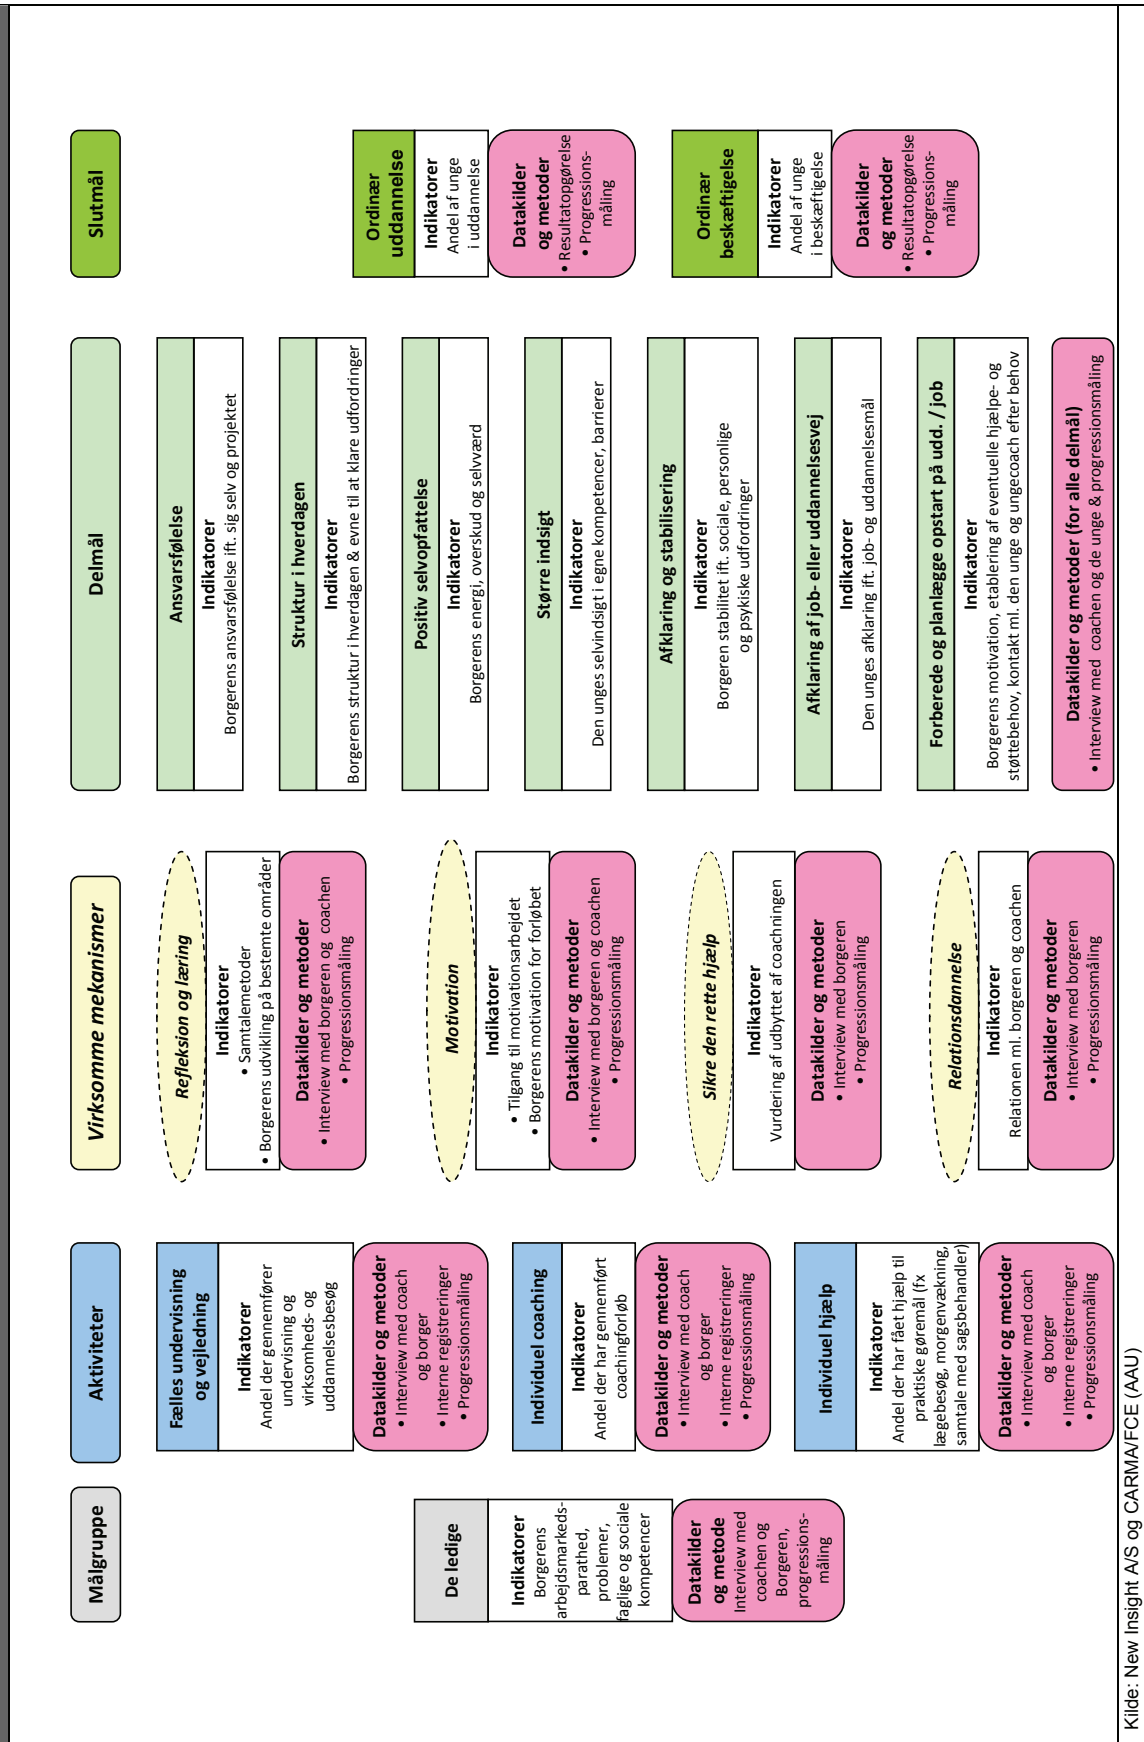 Målgruppe
De ledige
Indikatorer
Borgerens
arbejdsmarkeds-
parathed,
problemer,
faglige og sociale
kompetencer
Datakilder
og metode
Interview med
coachen og
Borgeren,
progressions-
måling
Aktiviteter
Fælles undervisning
og vejledning
Indikatorer
Andel der gennemfører
undervisning og
virksomheds- og
uddannelsesbesøg
Datakilder og metoder
• Interview med coach
og borger
• Interne registreringer
• Progressionsmåling
Individuel coaching
Indikatorer
Andel der har gennemført
coachingforløb
Datakilder og metoder
• Interview med coach
og borger
• Interne registreringer
• Progressionsmåling
Individuel hjælp
Indikatorer
Andel der har fået hjælp til
praktiske gøremål (fx
lægebesøg, morgenvækning,
samtale med sagsbehandler)
Datakilder og metoder
• Interview med coach
og borger
• Interne registreringer
• Progressionsmåling
Virksomme mekanismer
Refleksion og læring
Indikatorer
• Samtalemetoder
• Borgerens udvikling på bestemte områder
Datakilder og metoder
• Interview med borgeren og coachen
• Progressionsmåling
Motivation
Indikatorer
• Tilgang til motivationsarbejdet
• Borgerens motivation for forløbet
Datakilder og metoder
• Interview med borgeren og coachen
• Progressionsmåling
Sikre den rette hjælp
Indikatorer
Vurdering af udbyttet af coachningen
Datakilder og metoder
• Interview med borgeren
• Progressionsmåling
Relationsdannelse
Indikatorer
Relationen ml. borgeren og coachen
Datakilder og metoder
• Interview med borgeren
• Progressionsmåling
Delmål
Ansvarsfølelse
Indikatorer
Borgerens ansvarsfølelse ift. sig selv og projektet
Struktur i hverdagen
Indikatorer
Borgerens struktur i hverdagen & evne til at klare udfordringer
Positiv selvopfattelse
Indikatorer
Borgerens energi, overskud og selvværd
Større indsigt
Indikatorer
Den unges selvindsigt i egne kompetencer, barrierer
Afklaring og stabilisering
Indikatorer
Borgeren stabilitet ift. sociale, personlige
og psykiske udfordringer
Afklaring af job- eller uddannelsesvej
Indikatorer
Den unges afklaring ift. job- og uddannelsesmål
Forberede og planlægge opstart på udd. / job
Indikatorer
Borgerens motivation, etablering af eventuelle hjælpe- og
støttebehov, kontakt ml. den unge og ungecoach efter behov
Datakilder og metoder (for alle delmål)
• Interview med  coachen og de unge & progressionsmåling
Slutmål
Ordinær
uddannelse
Indikatorer
Andel af unge
i uddannelse
Datakilder
og metoder
• Resultatopgørelse
• Progressions-
måling
Ordinær
beskæftigelse
Indikatorer
Andel af unge
i beskæftigelse
Datakilder
og metoder
• Resultatopgørelse
• Progressions-
måling
Kilde: New Insight A/S og CARMA/FCE (AAU)